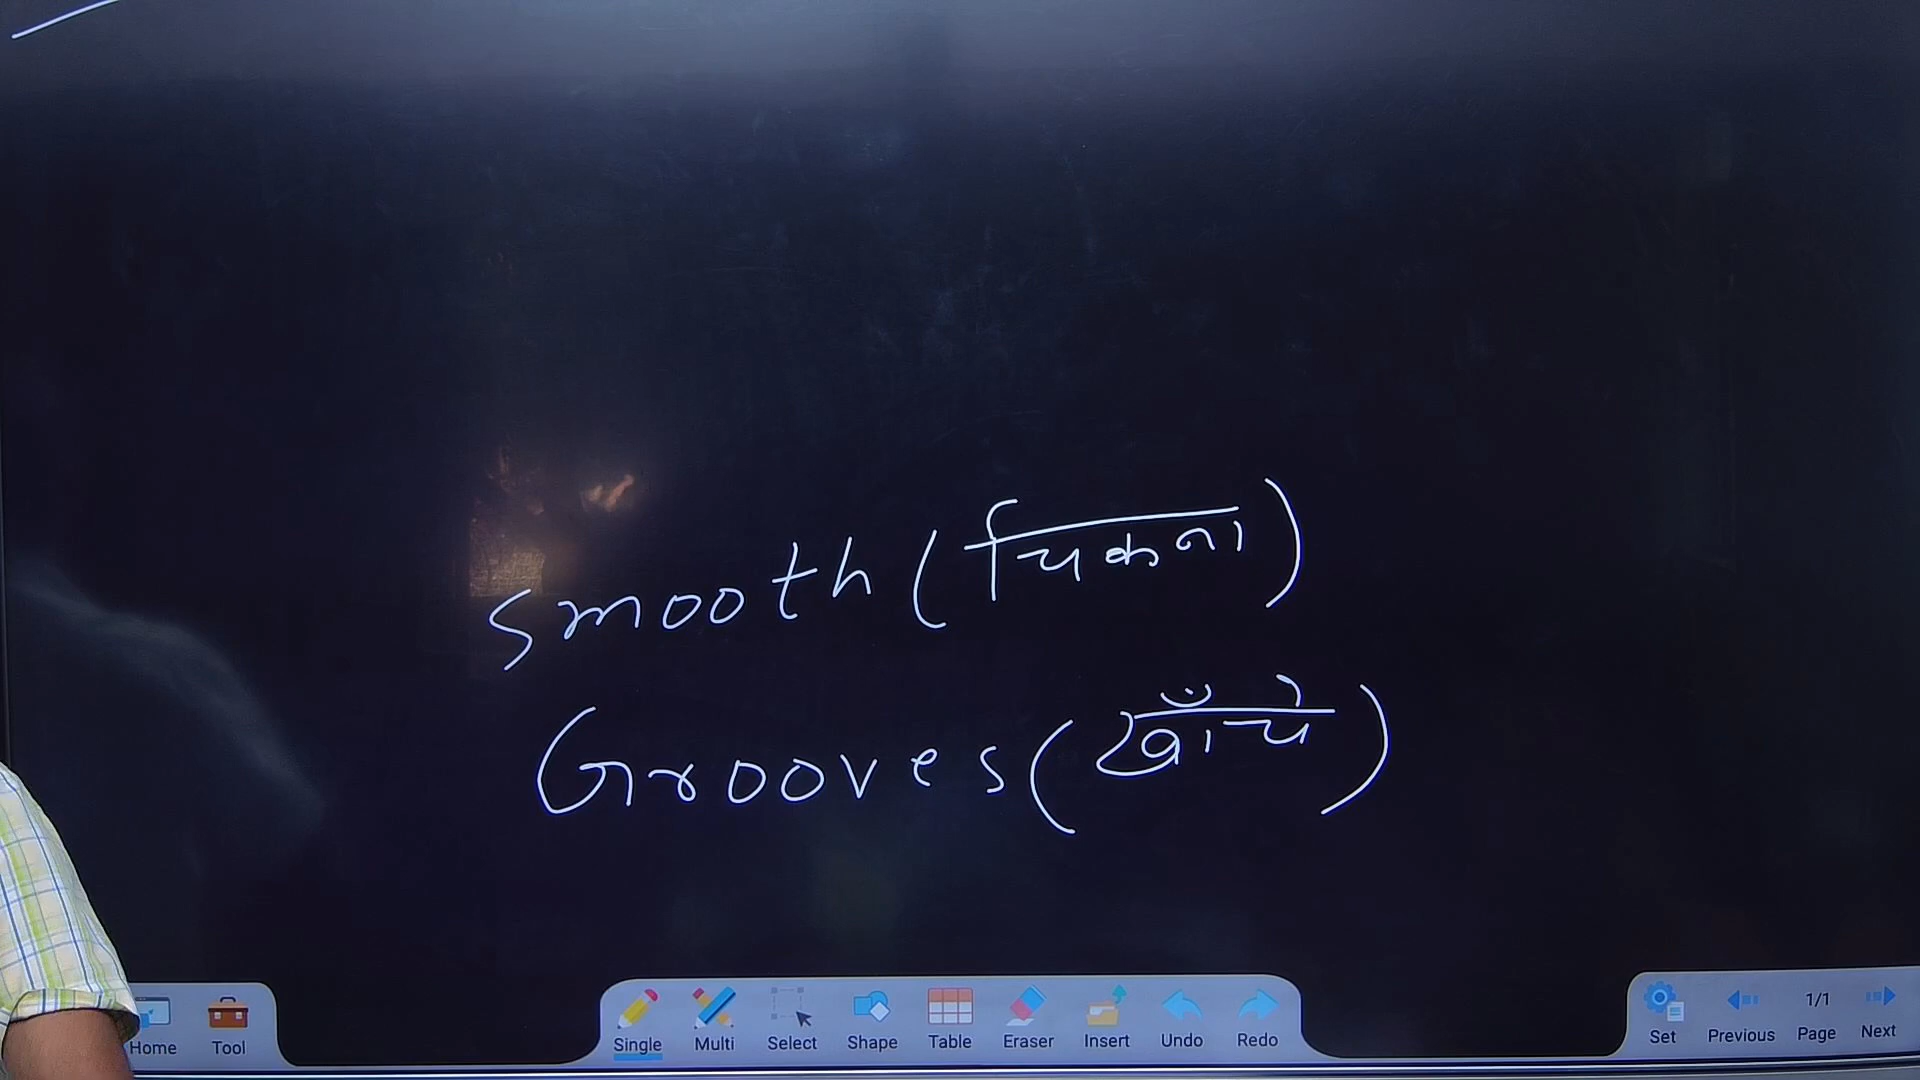 smooth (चिकना)
Grooves (खाँचे)
Home Tool Single Multi Select Shape Table Eraser Insert Undo Redo Set Previous 1/1 Page Next